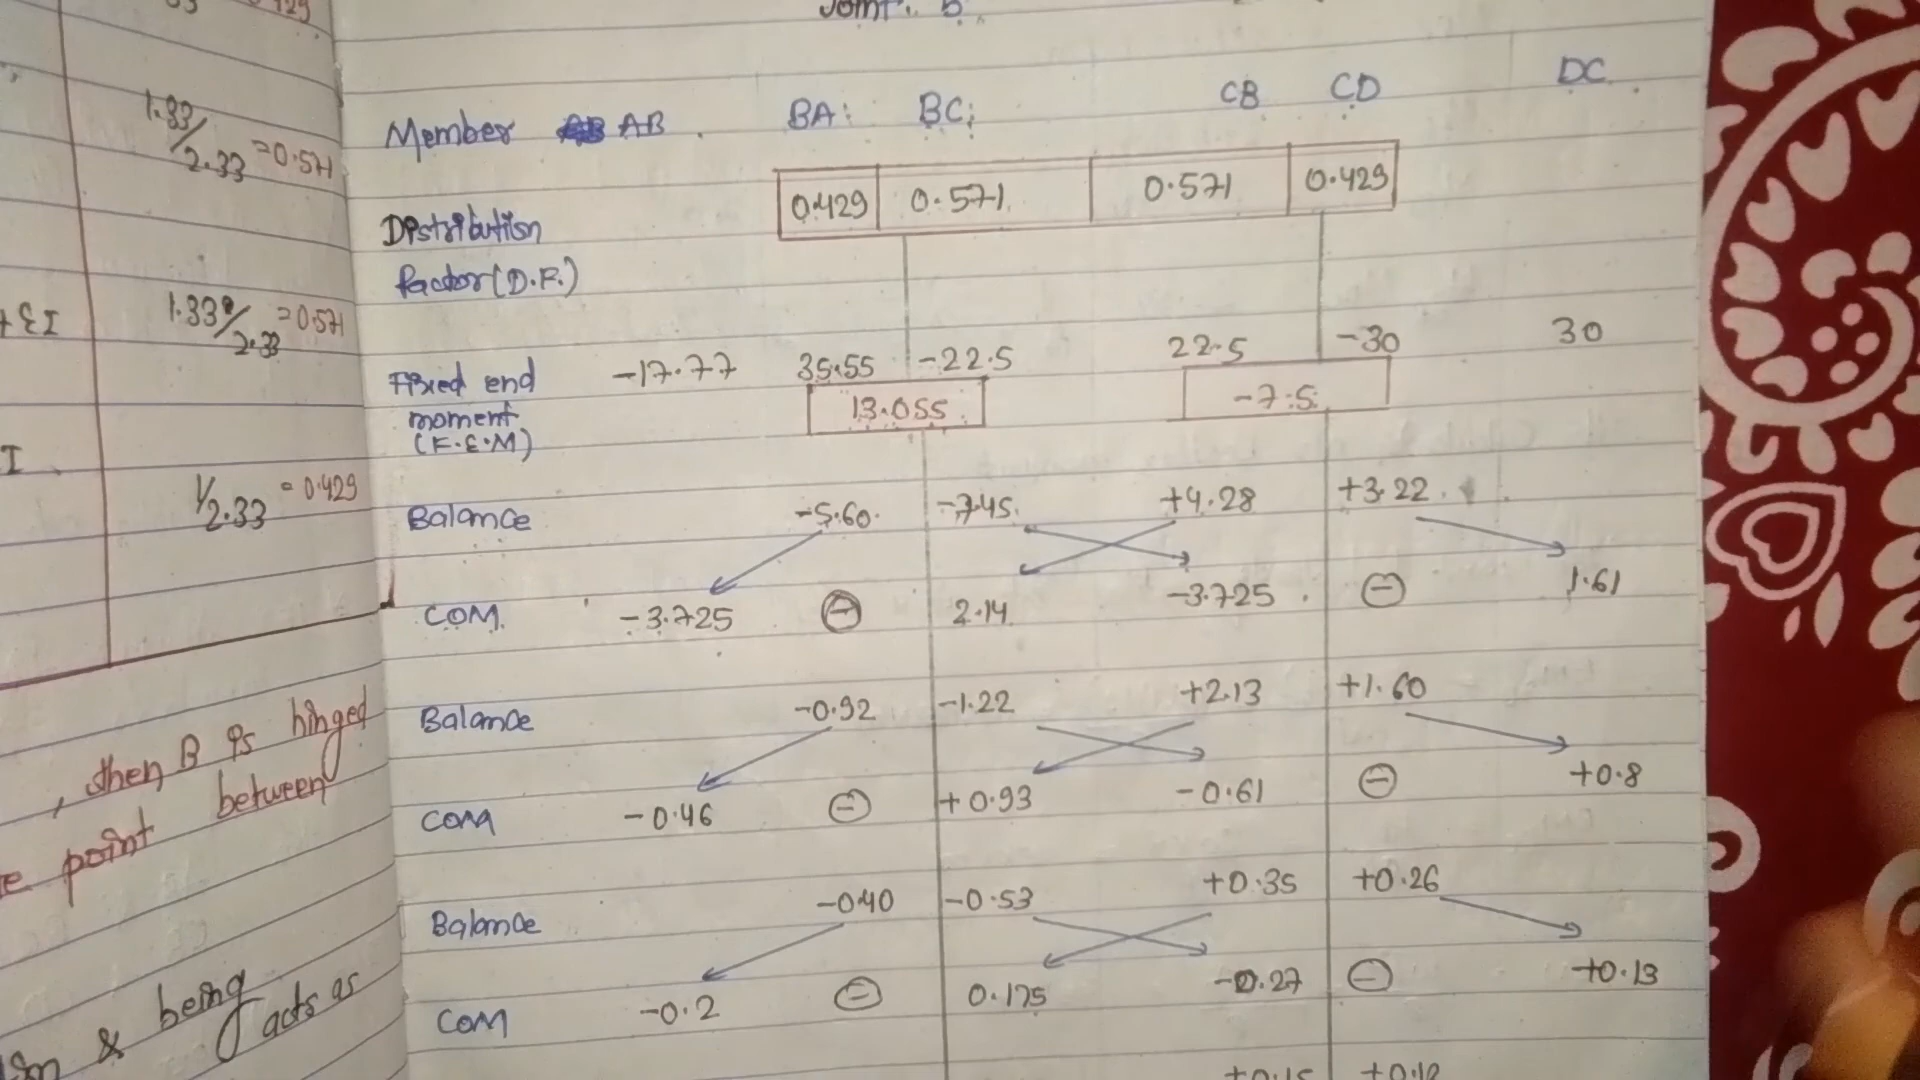 Joint: B
Member AB BA: BC: CB CD DC
Distribution factor (D.F.) 0.429 0.571 0.571 0.429
Fixed end moment (F.E.M) -17.77 35.55 -22.5 22.5 -30 30
13.055 -7.5
Balance -5.60 -7.45 +4.28 +3.22
COM. -3.725 (-) 2.14 -3.725 (-) 1.61
Balance -0.92 -1.22 +2.13 +1.60
COM -0.46 (-) +0.93 -0.61 (-) +0.8
Balance -0.40 -0.53 +0.35 +0.26
COM -0.2 (-) 0.175 -0.27 (-) +0.13
1.33/2.33 = 0.571
EI 1.33/2.33 = 0.571
I 1/2.33 = 0.429
, then B is hinged
point between
& being
acts as